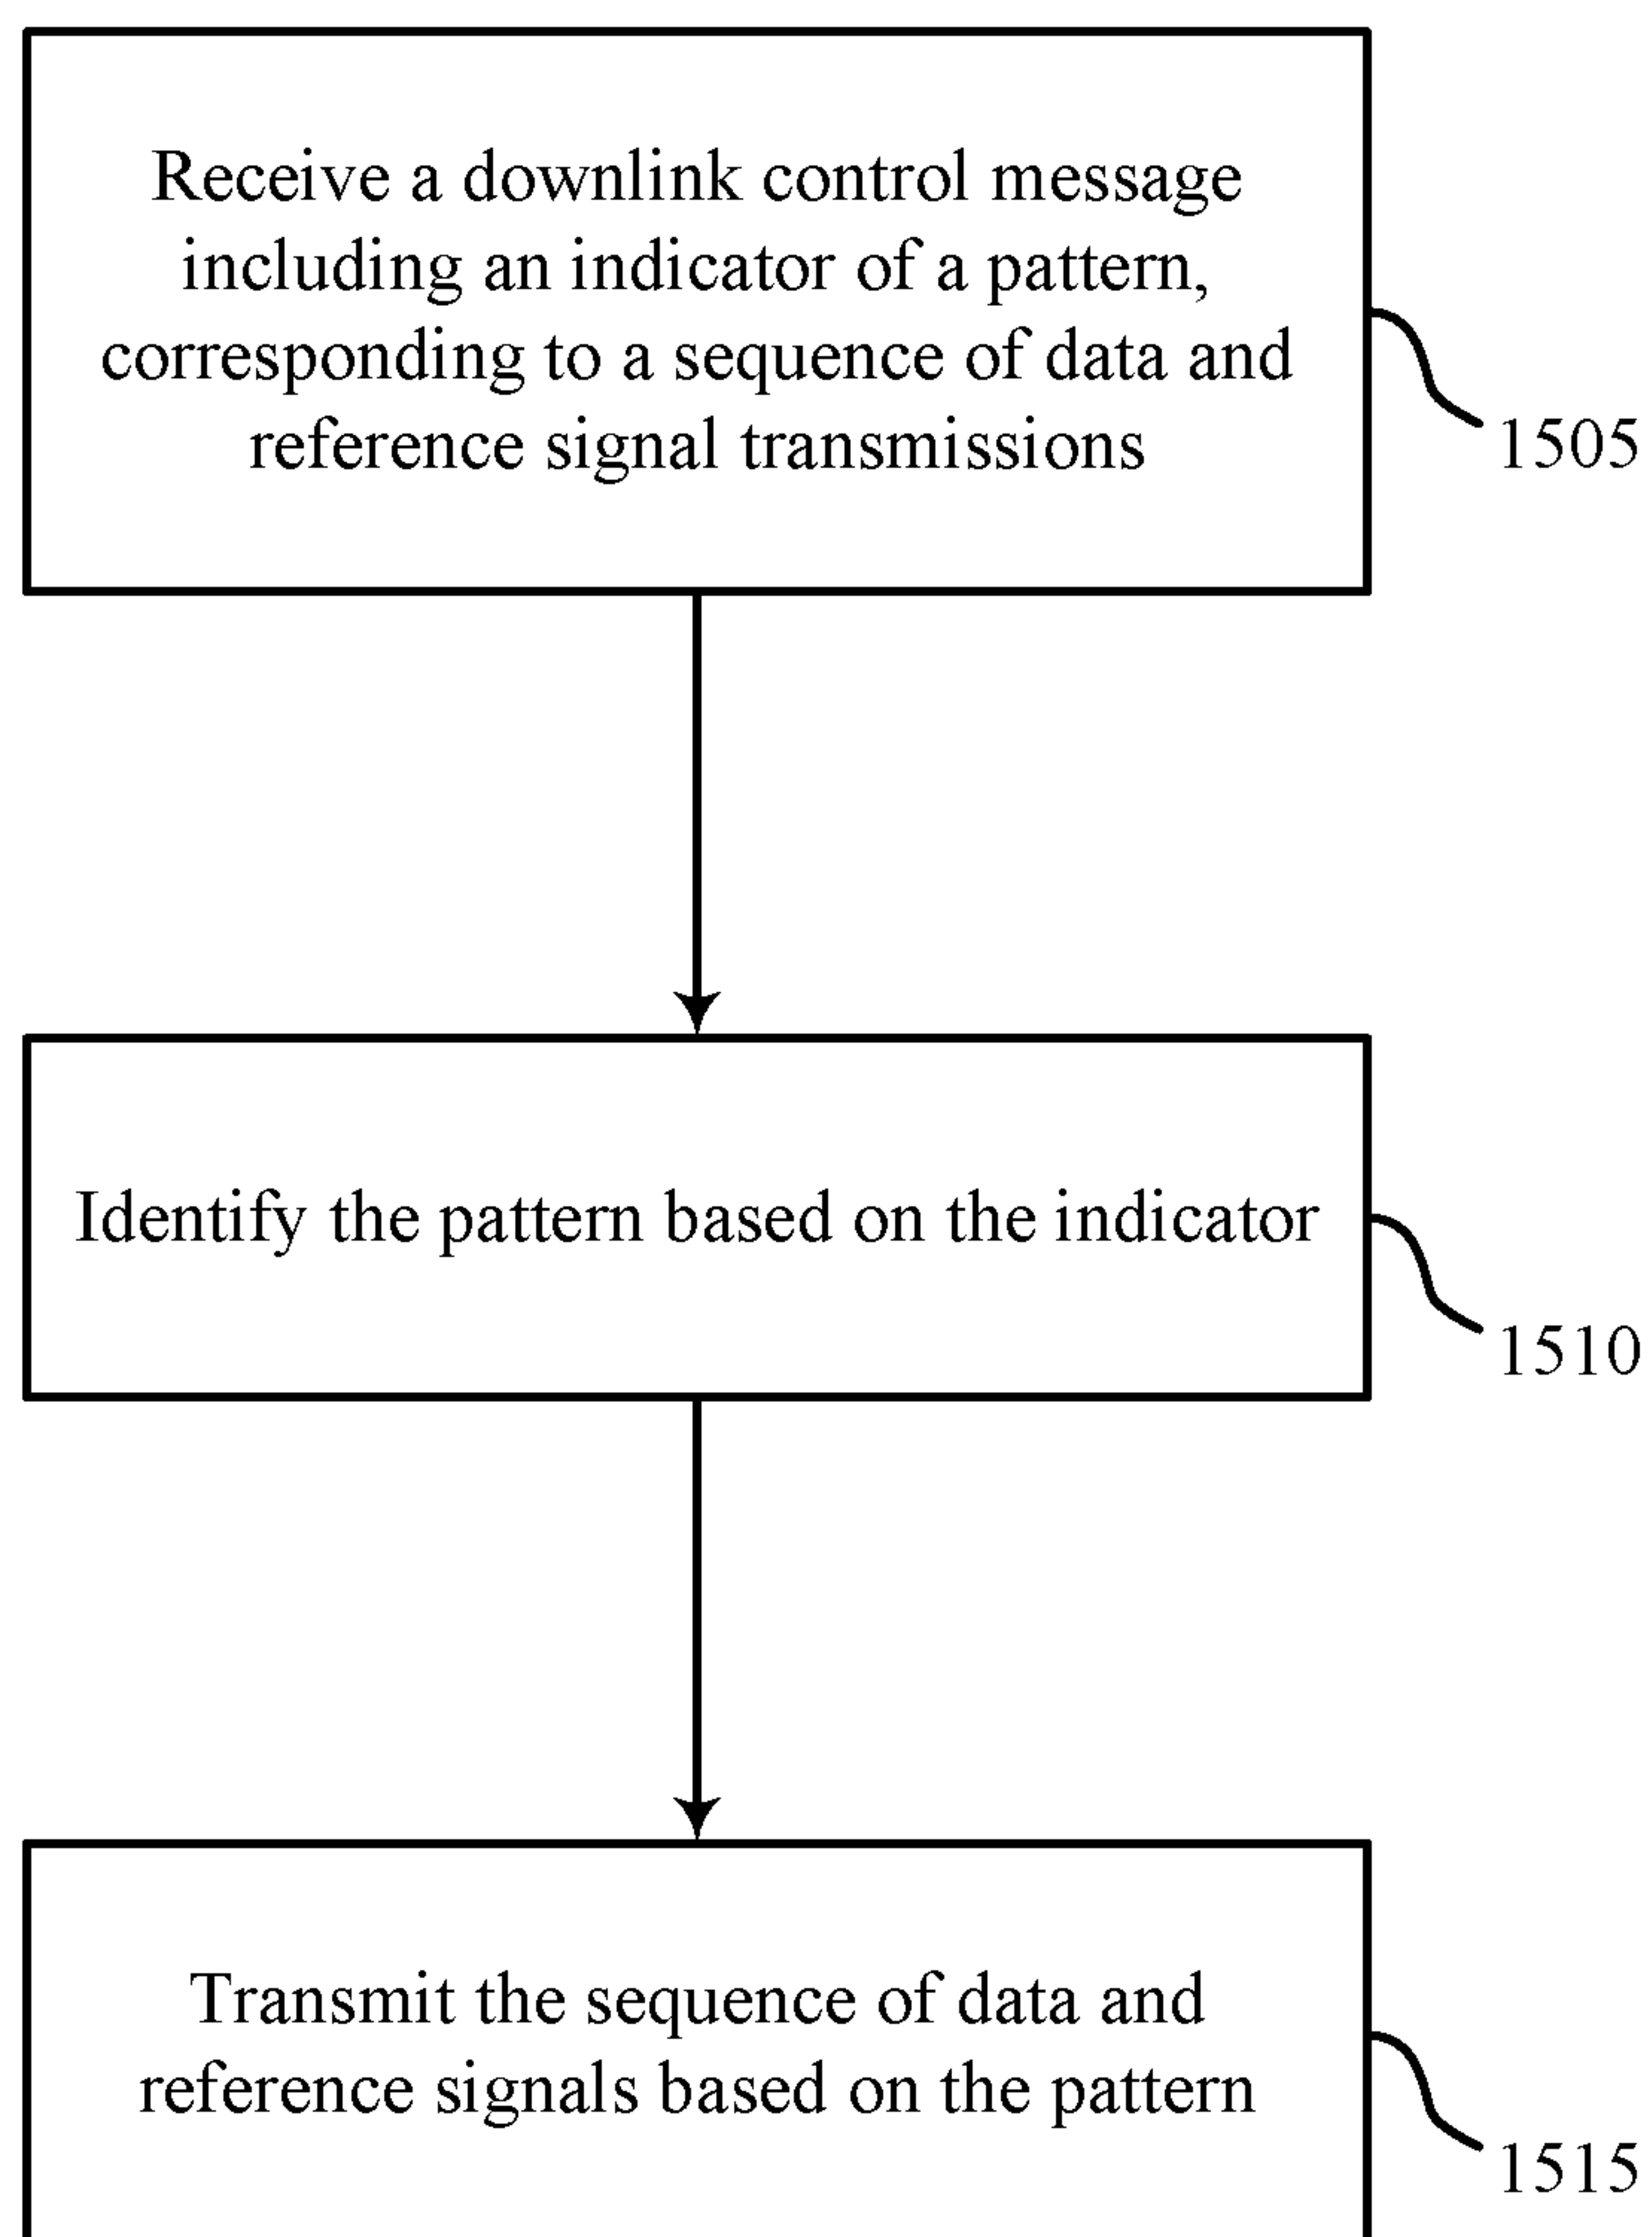 Receive a downlink control message
including an indicator of a pattern,
corresponding to a sequence of data and
reference signal transmissions
1505
Identify the pattern based on the indicator
1510
Transmit the sequence of data and
reference signals based on the pattern
1515